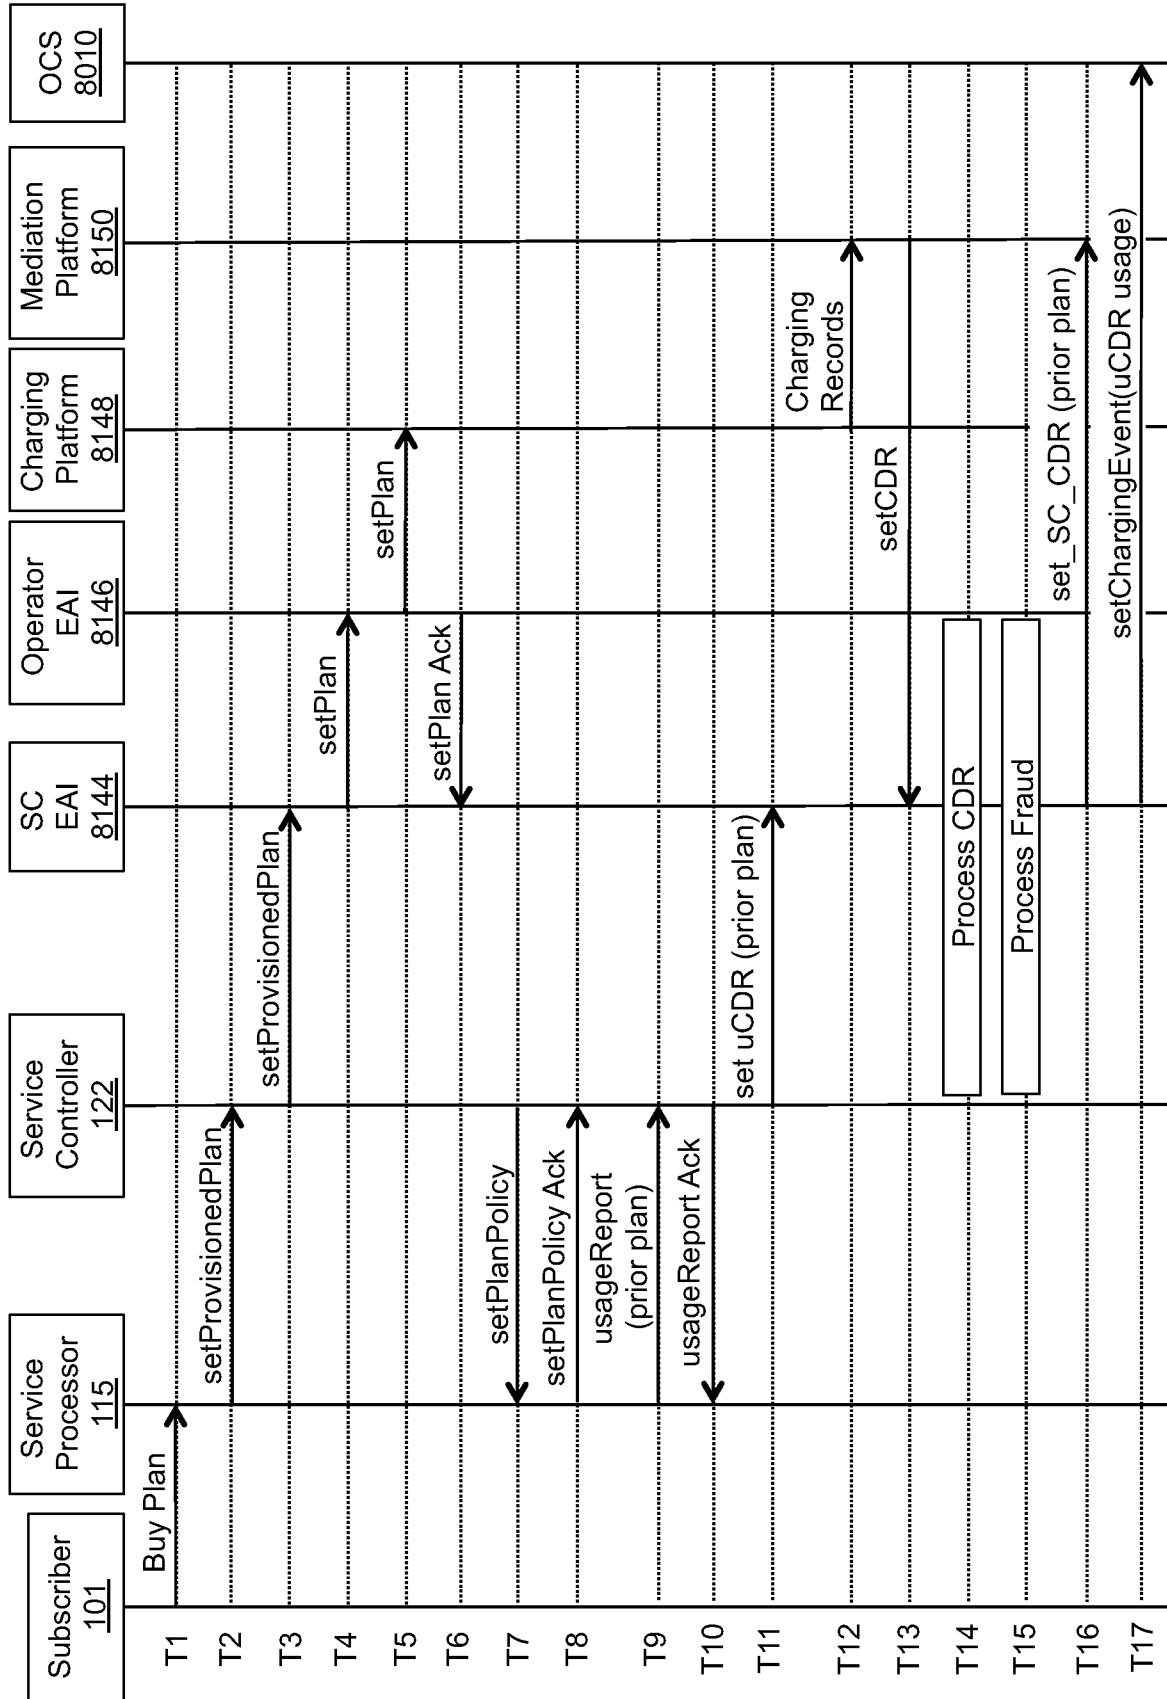 Subscriber
101
Service
Processor
115
Service
Controller
122
SC
EAI
8144
Operator
EAI
8146
Charging
Platform
8148
Mediation
Platform
8150
OCS
8010
T1
Buy Plan
T2
setProvisionedPlan
T3
setProvisionedPlan
T4
setPlan
T5
setPlan
T6
setPlan Ack
T7
setPlanPolicy
T8
setPlanPolicy Ack
T9
usageReport
(prior plan)
T10
usageReport Ack
T11
set uCDR (prior plan)
T12
Charging
Records
T13
setCDR
T14
Process CDR
T15
Process Fraud
T16
set_SC_CDR (prior plan)
T17
setChargingEvent(uCDR usage)